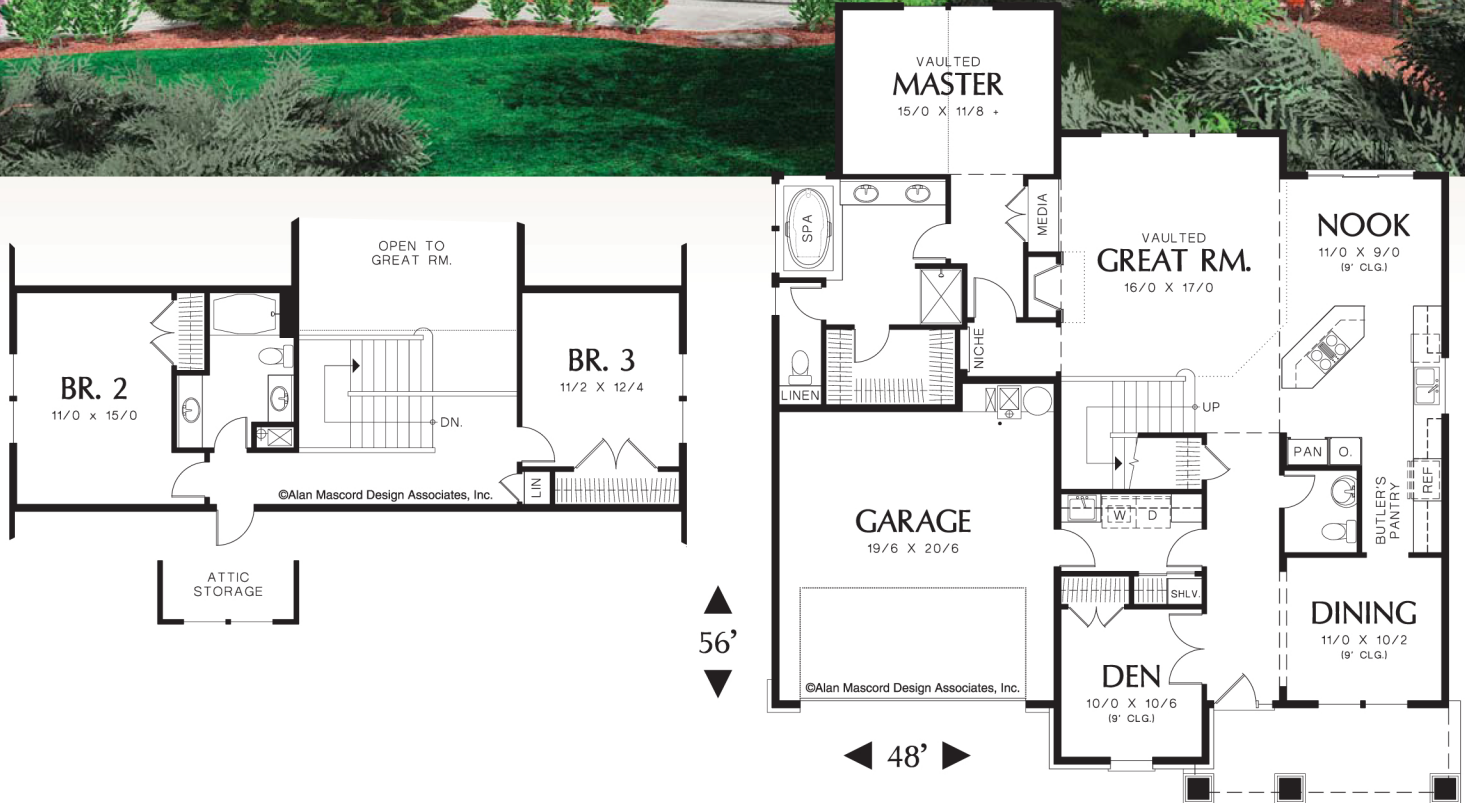 OPEN TO
GREAT RM.
BR. 2
11/0 x 15/0
BR. 3
11/2 X 12/4
DN.
LIN
©Alan Mascord Design Associates, Inc.
ATTIC
STORAGE
VAULTED
MASTER
15/0 X 11/8 +
SPA
MEDIA
VAULTED
GREAT RM.
16/0 X 17/0
NOOK
11/0 X 9/0
(9' CLG.)
NICHE
LINEN
UP
PAN
O.
REF
BUTLER'S
PANTRY
GARAGE
19/6 X 20/6
W
D
SHLV.
DINING
11/0 X 10/2
(9' CLG.)
DEN
10/0 X 10/6
(9' CLG.)
©Alan Mascord Design Associates, Inc.
56’
48’